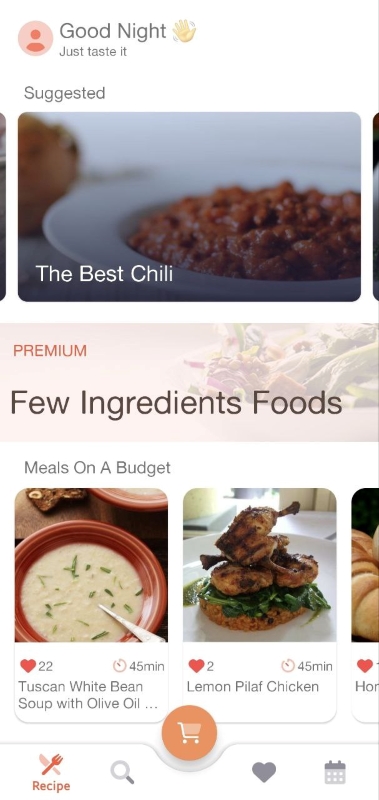 Good Night 👋
Just taste it
Suggested
The Best Chili
PREMIUM
Few Ingredients Foods
Meals On A Budget
22 45min
2 45min
Tuscan White Bean
Soup with Olive Oil ...
Lemon Pilaf Chicken
Hor
Recipe